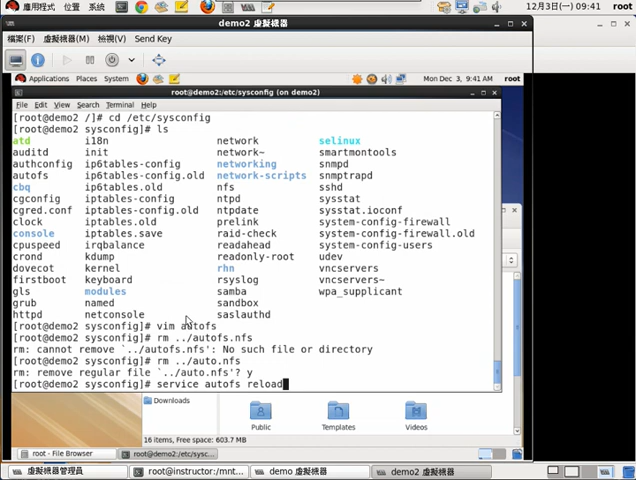 應用程式 位置 系統 12月3日(一) 09:41
demo2 虛擬機器
檔案(F) 虛擬機器(M) 檢視(V) Send Key
Applications Places System Mon Dec 3, 9:41 AM root
root@demo2:/etc/sysconfig (on demo2)
File Edit View Search Terminal Help
[root@demo2 /]# cd /etc/sysconfig
[root@demo2 sysconfig]# ls
atd i18n network selinux
auditd init network~ smartmontools
authconfig ip6tables-config networking snmpd
autofs ip6tables-config.old network-scripts snmptrapd
cbq ip6tables.old nfs sshd
cgconfig iptables-config ntpd sysstat
cgred.conf iptables-config.old ntpdate sysstat.ioconf
clock iptables.old prelink system-config-firewall
console iptables.save raid-check system-config-firewall.old
cpuspeed irqbalance readahead system-config-users
crond kdump readonly-root udev
dovecot kernel rhn vncservers
firstboot keyboard rsyslog vncservers~
gls modules samba wpa_supplicant
grub named sandbox
httpd netconsole saslauthd
[root@demo2 sysconfig]# vim autofs
[root@demo2 sysconfig]# rm ../autofs.nfs
rm: cannot remove `../autofs.nfs': No such file or directory
[root@demo2 sysconfig]# rm ../auto.nfs
rm: remove regular file `../auto.nfs'? y
[root@demo2 sysconfig]# service autofs reload
Downloads
Public Templates Videos
16 items, Free space: 603.7 MB
root - File Browser root@demo2:/etc/sysc...
虛擬機器管理員 root@instructor:/mnt... demo 虛擬機器 demo2 虛擬機器